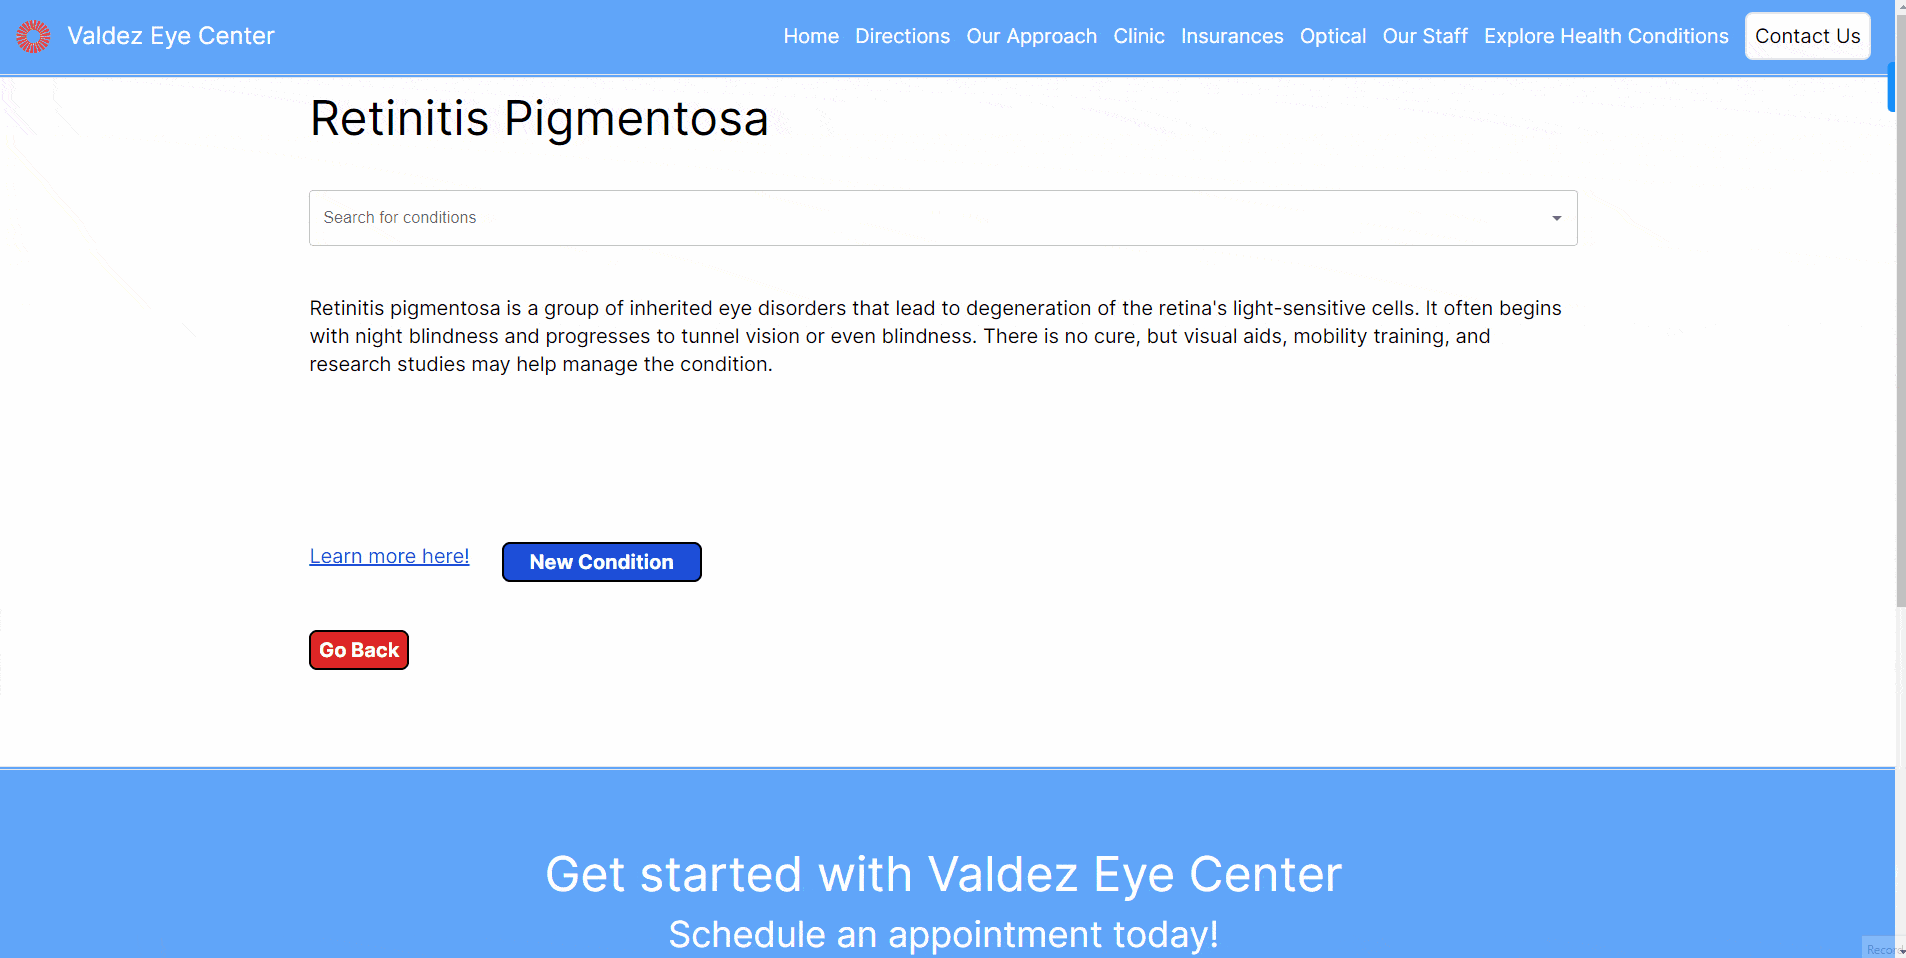 Valdez Eye Center
Home Directions Our Approach Clinic Insurances Optical Our Staff Explore Health Conditions Contact Us
Retinitis Pigmentosa
Search for conditions
Retinitis pigmentosa is a group of inherited eye disorders that lead to degeneration of the retina's light-sensitive cells. It often begins
with night blindness and progresses to tunnel vision or even blindness. There is no cure, but visual aids, mobility training, and
research studies may help manage the condition.
Learn more here! New Condition
Go Back
Get started with Valdez Eye Center
Schedule an appointment today!